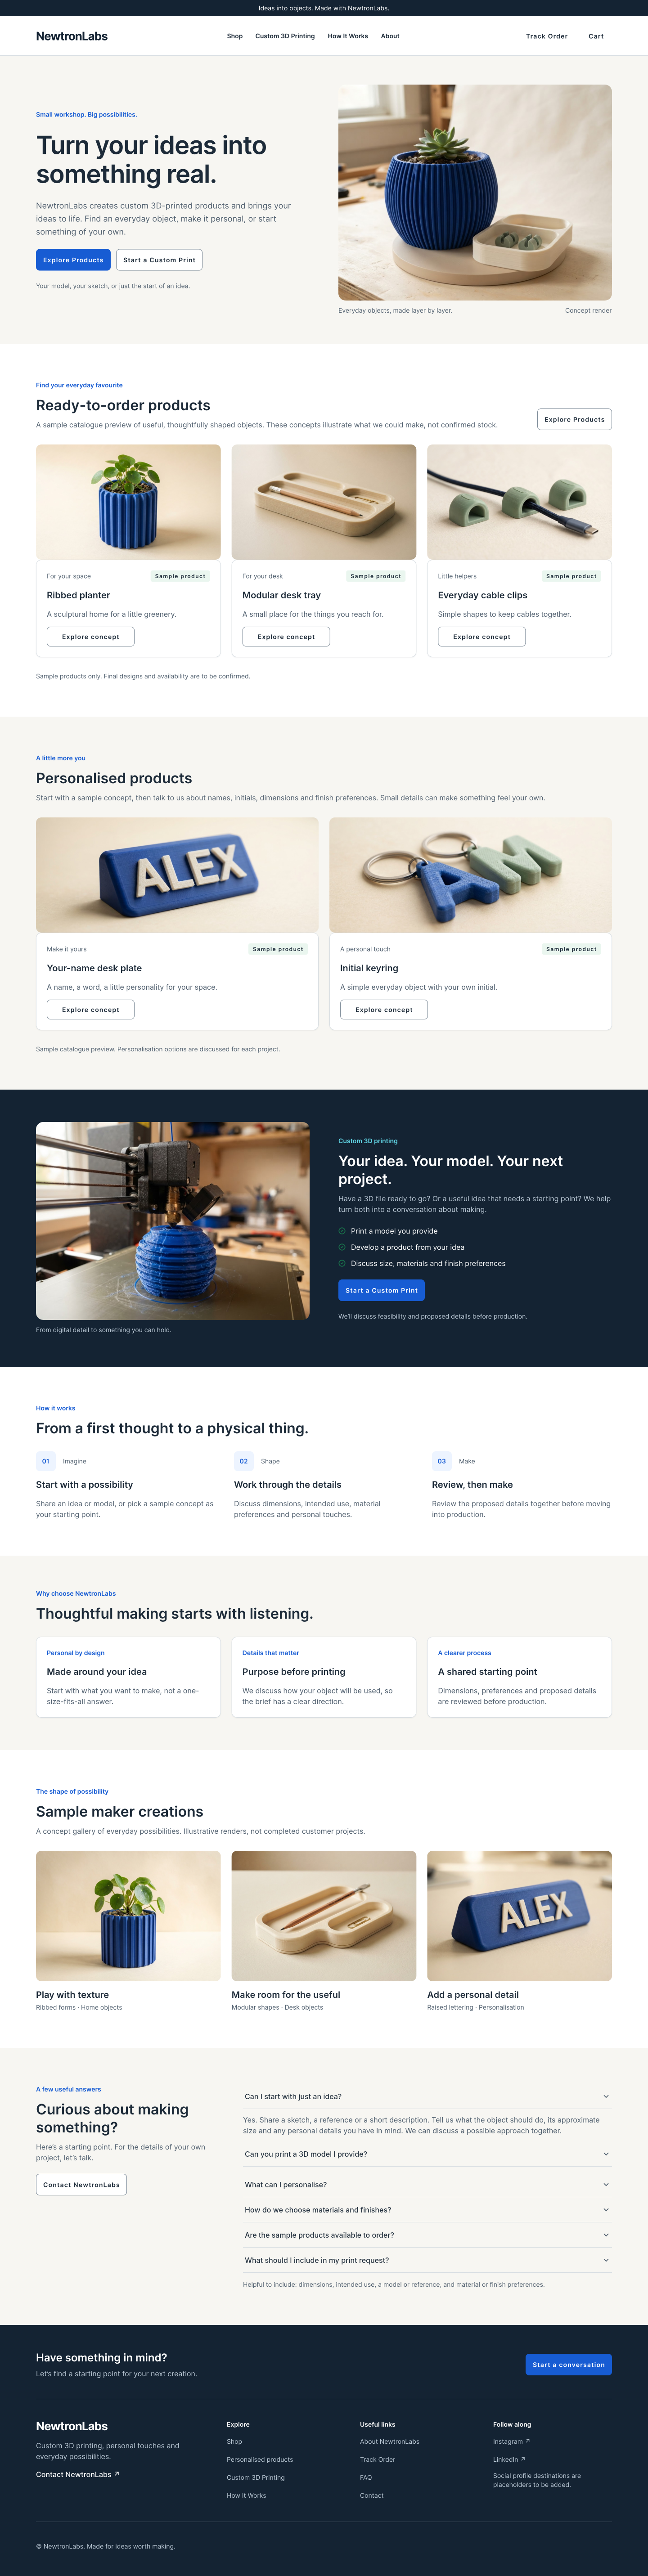 Ideas into objects. Made with NewtronLabs.
NewtronLabs
Shop
Custom 3D Printing
How It Works
About
Track Order
Cart
Small workshop. Big possibilities.
Turn your ideas into
something real.
NewtronLabs creates custom 3D-printed products and brings your
ideas to life. Find an everyday object, make it personal, or start
something of your own.
Explore Products
Start a Custom Print
Your model, your sketch, or just the start of an idea.
Everyday objects, made layer by layer.
Concept render
Find your everyday favourite
Ready-to-order products
A sample catalogue preview of useful, thoughtfully shaped objects. These concepts illustrate what we could make, not confirmed stock.
Explore Products
For your space
Sample product
Ribbed planter
A sculptural home for a little greenery.
Explore concept
For your desk
Sample product
Modular desk tray
A small place for the things you reach for.
Explore concept
Little helpers
Sample product
Everyday cable clips
Simple shapes to keep cables together.
Explore concept
Sample products only. Final designs and availability are to be confirmed.
A little more you
Personalised products
Start with a sample concept, then talk to us about names, initials, dimensions and finish preferences. Small details can make something feel your own.
ALEX
A M
Make it yours
Sample product
Your-name desk plate
A name, a word, a little personality for your space.
Explore concept
A personal touch
Sample product
Initial keyring
A simple everyday object with your own initial.
Explore concept
Sample catalogue preview. Personalisation options are discussed for each project.
From digital detail to something you can hold.
Custom 3D printing
Your idea. Your model. Your next
project.
Have a 3D file ready to go? Or a useful idea that needs a starting point? We help
turn both into a conversation about making.
Print a model you provide
Develop a product from your idea
Discuss size, materials and finish preferences
Start a Custom Print
We'll discuss feasibility and proposed details before production.
How it works
From a first thought to a physical thing.
01 Imagine
Start with a possibility
Share an idea or model, or pick a sample concept as
your starting point.
02 Shape
Work through the details
Discuss dimensions, intended use, material
preferences and personal touches.
03 Make
Review, then make
Review the proposed details together before moving
into production.
Why choose NewtronLabs
Thoughtful making starts with listening.
Personal by design
Made around your idea
Start with what you want to make, not a one-
size-fits-all answer.
Details that matter
Purpose before printing
We discuss how your object will be used, so
the brief has a clear direction.
A clearer process
A shared starting point
Dimensions, preferences and proposed details
are reviewed before production.
The shape of possibility
Sample maker creations
A concept gallery of everyday possibilities. Illustrative renders, not completed customer projects.
ALEX
Play with texture
Ribbed forms · Home objects
Make room for the useful
Modular shapes · Desk objects
Add a personal detail
Raised lettering · Personalisation
A few useful answers
Curious about making
something?
Here's a starting point. For the details of your own
project, let's talk.
Contact NewtronLabs
Can I start with just an idea?
Yes. Share a sketch, a reference or a short description. Tell us what the object should do, its approximate
size and any personal details you have in mind. We can discuss a possible approach together.
Can you print a 3D model I provide?
What can I personalise?
How do we choose materials and finishes?
Are the sample products available to order?
What should I include in my print request?
Helpful to include: dimensions, intended use, a model or reference, and material or finish preferences.
Have something in mind?
Let's find a starting point for your next creation.
Start a conversation
NewtronLabs
Custom 3D printing, personal touches and
everyday possibilities.
Contact NewtronLabs ↗
Explore
Shop
Personalised products
Custom 3D Printing
How It Works
Useful links
About NewtronLabs
Track Order
FAQ
Contact
Follow along
Instagram ↗
LinkedIn ↗
Social profile destinations are
placeholders to be added.
© NewtronLabs. Made for ideas worth making.